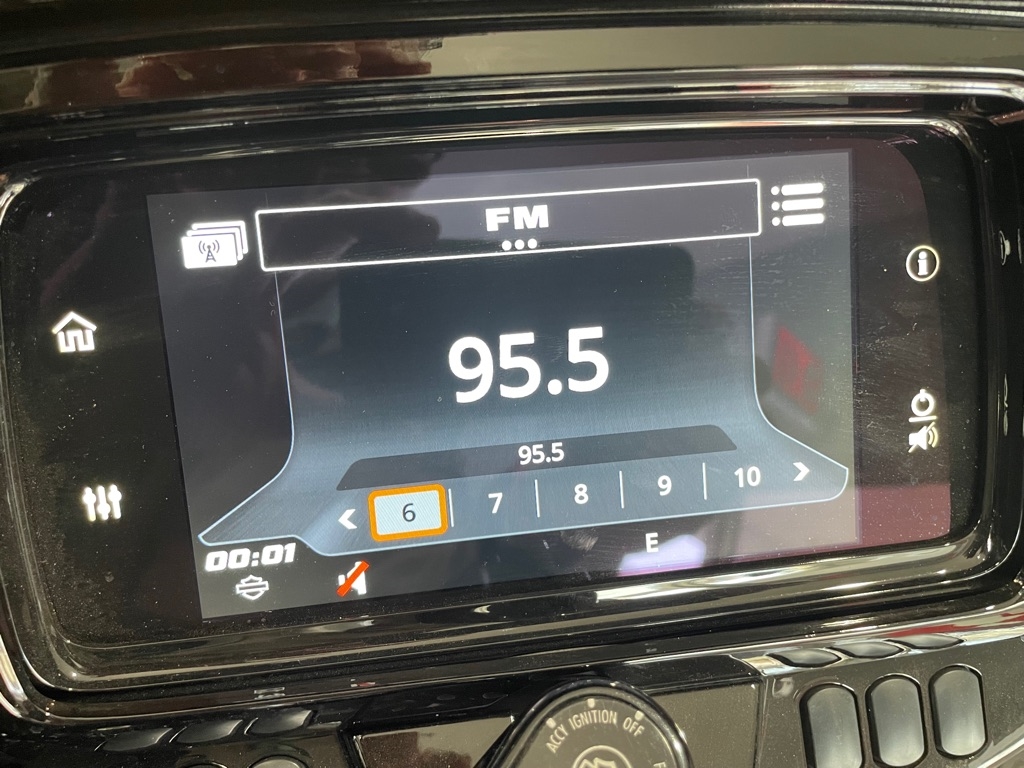 FM
95.5
95.5
6 7 8 9 10
00:01
E
ACCY IGNITION OFF